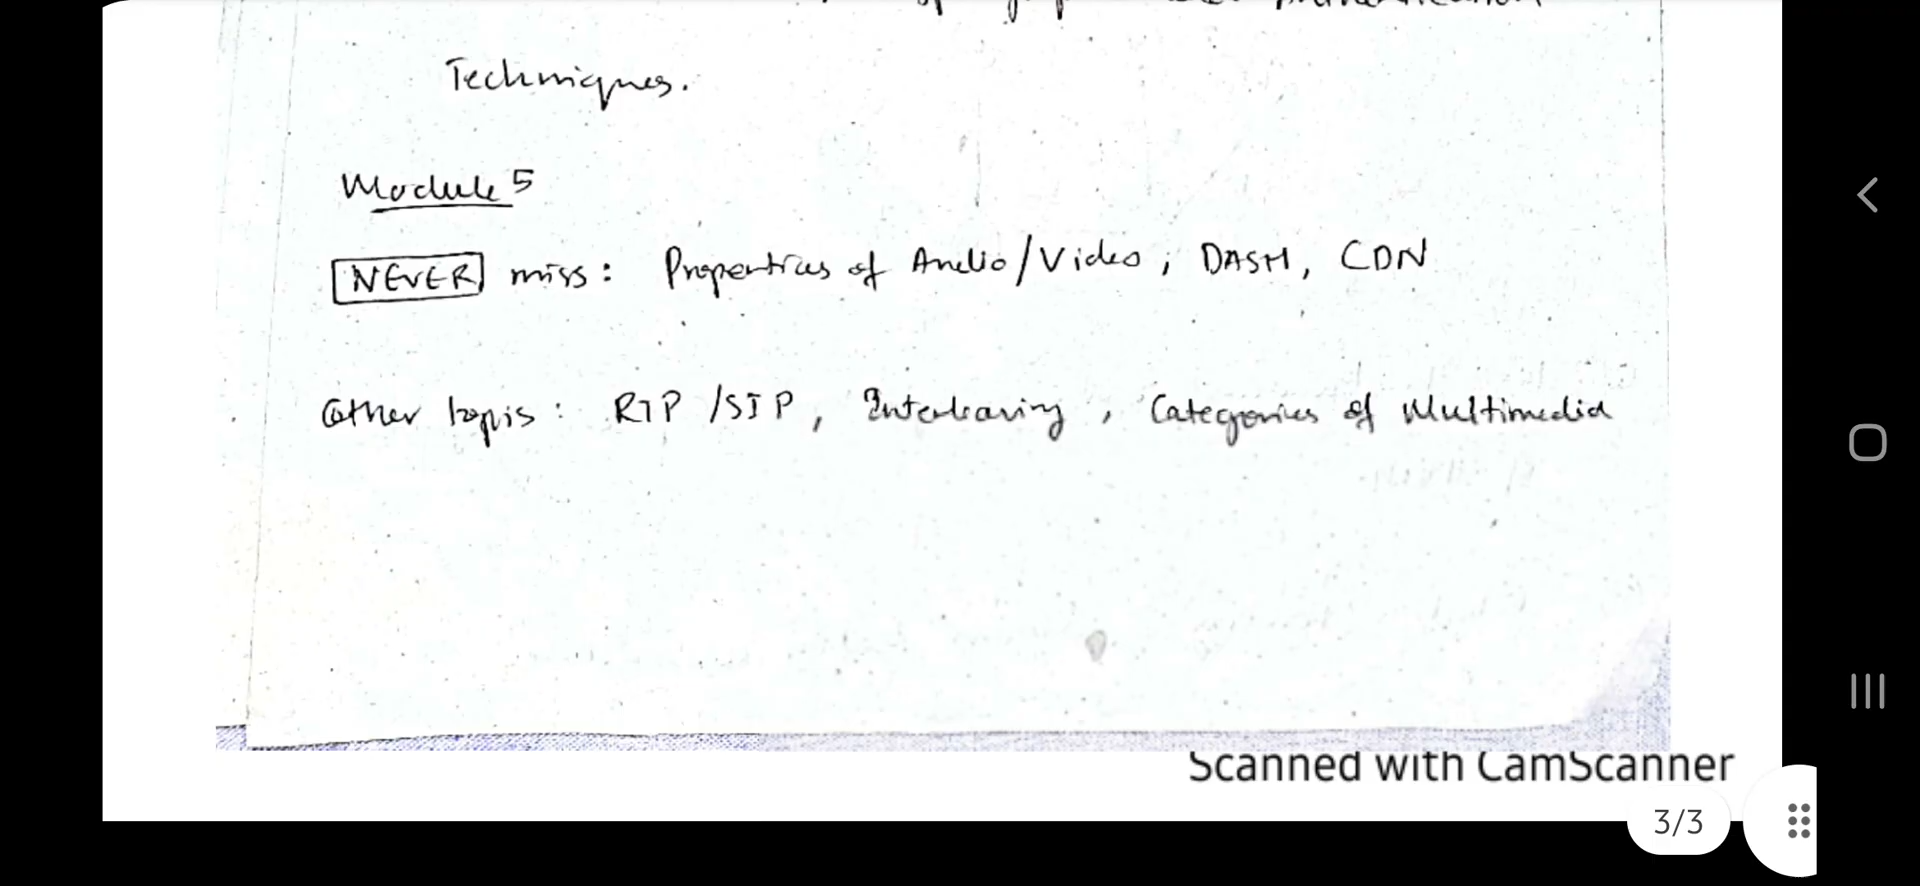 Techniques.
Module 5
NEVER miss : Properties of Audio/Video, DASH, CDN
Other topis : RTP /SIP, Interleaving, Categories of Multimedia
Scanned with CamScanner
3/3